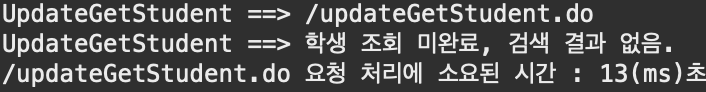 UpdateGetStudent ==> /updateGetStudent.do
UpdateGetStudent ==> 학생 조회 미완료, 검색 결과 없음.
/updateGetStudent.do 요청 처리에 소요된 시간 : 13(ms)초